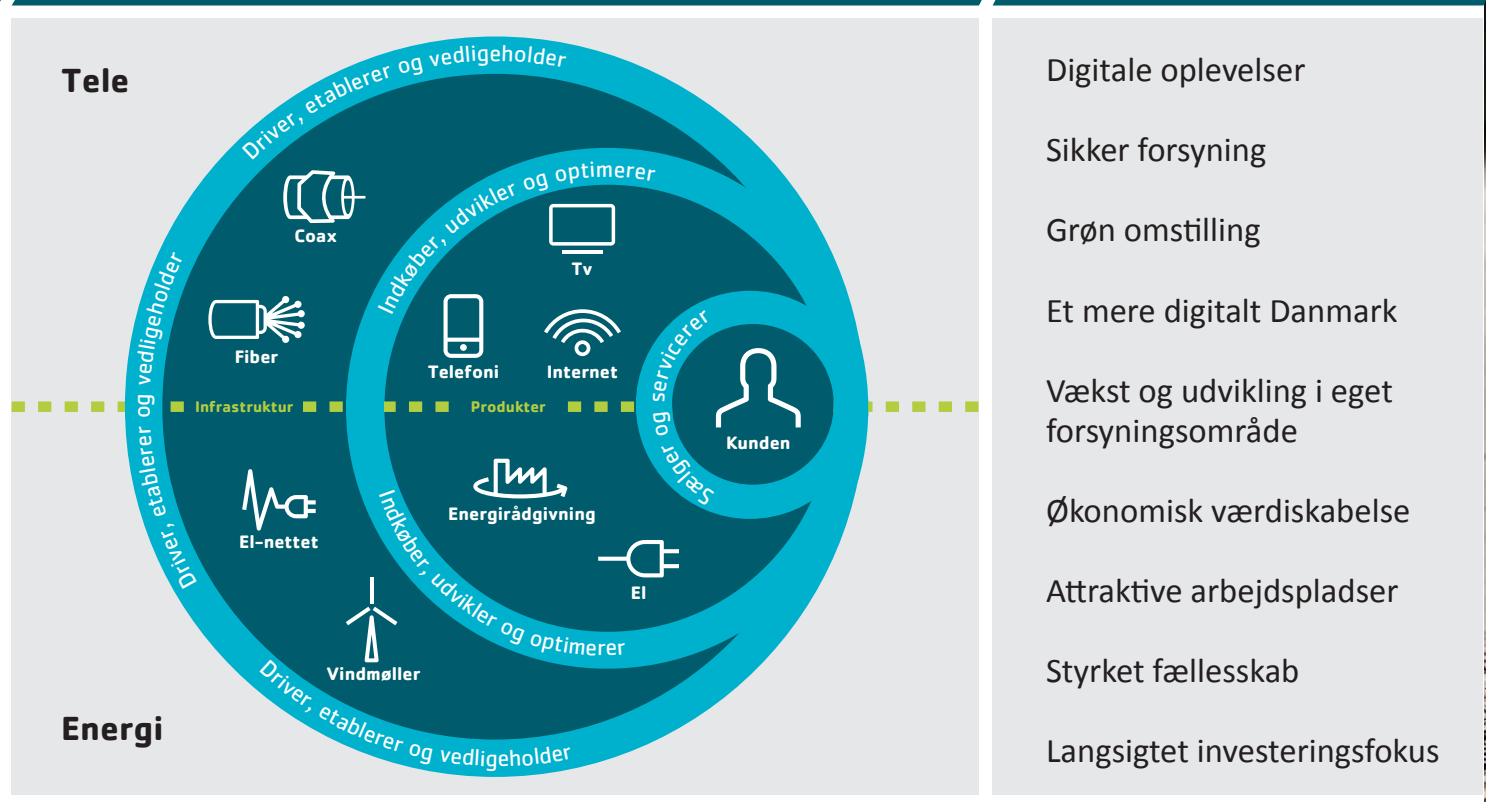 Tele
Driver, etablerer og vedligeholder
Driver, etablerer og vedligeholder
Driver, etablerer og vedligeholder
Indkøber, udvikler og optimerer
Indkøber, udvikler og optimerer
Sælger og servicerer
Coax
Fiber
Tv
Telefoni
Internet
Infrastruktur
Produkter
Kunden
El-nettet
Vindmøller
Energirådgivning
El
Energi
Digitale oplevelser
Sikker forsyning
Grøn omstilling
Et mere digitalt Danmark
Vækst og udvikling i eget
forsyningsområde
Økonomisk værdiskabelse
Attraktive arbejdspladser
Styrket fællesskab
Langsigtet investeringsfokus